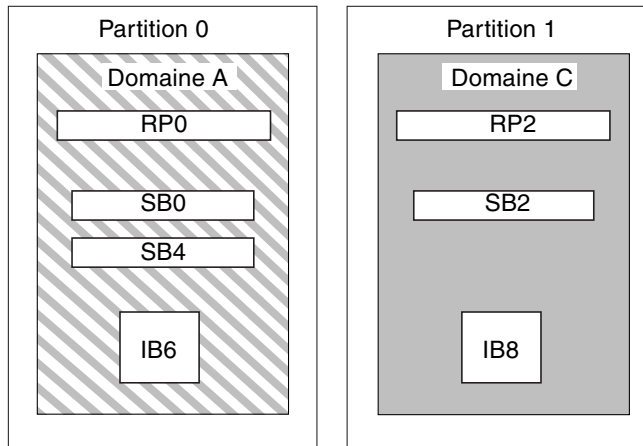 Partition 0
Domaine A
RP0
SB0
SB4
IB6
Partition 1
Domaine C
RP2
SB2
IB8